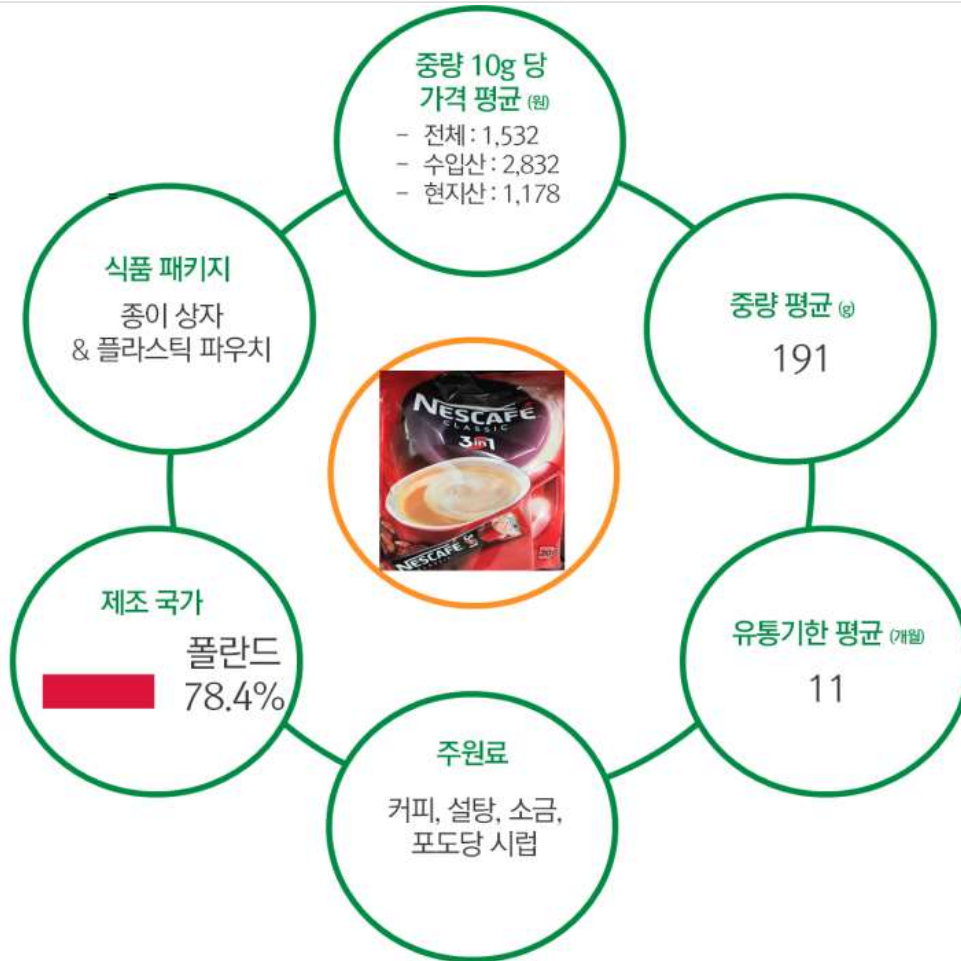 중량 10g 당
가격 평균 (원)
- 전체 : 1,532
- 수입산 : 2,832
- 현지산 : 1,178
식품 패키지
종이 상자
& 플라스틱 파우치
중량 평균 (g)
191
NESCAFÉ
CLASSIC
3in1
NESCAFÉ 3in1
CLASSIC
제조 국가
폴란드
78.4%
유통기한 평균 (개월)
11
주원료
커피, 설탕, 소금,
포도당 시럽